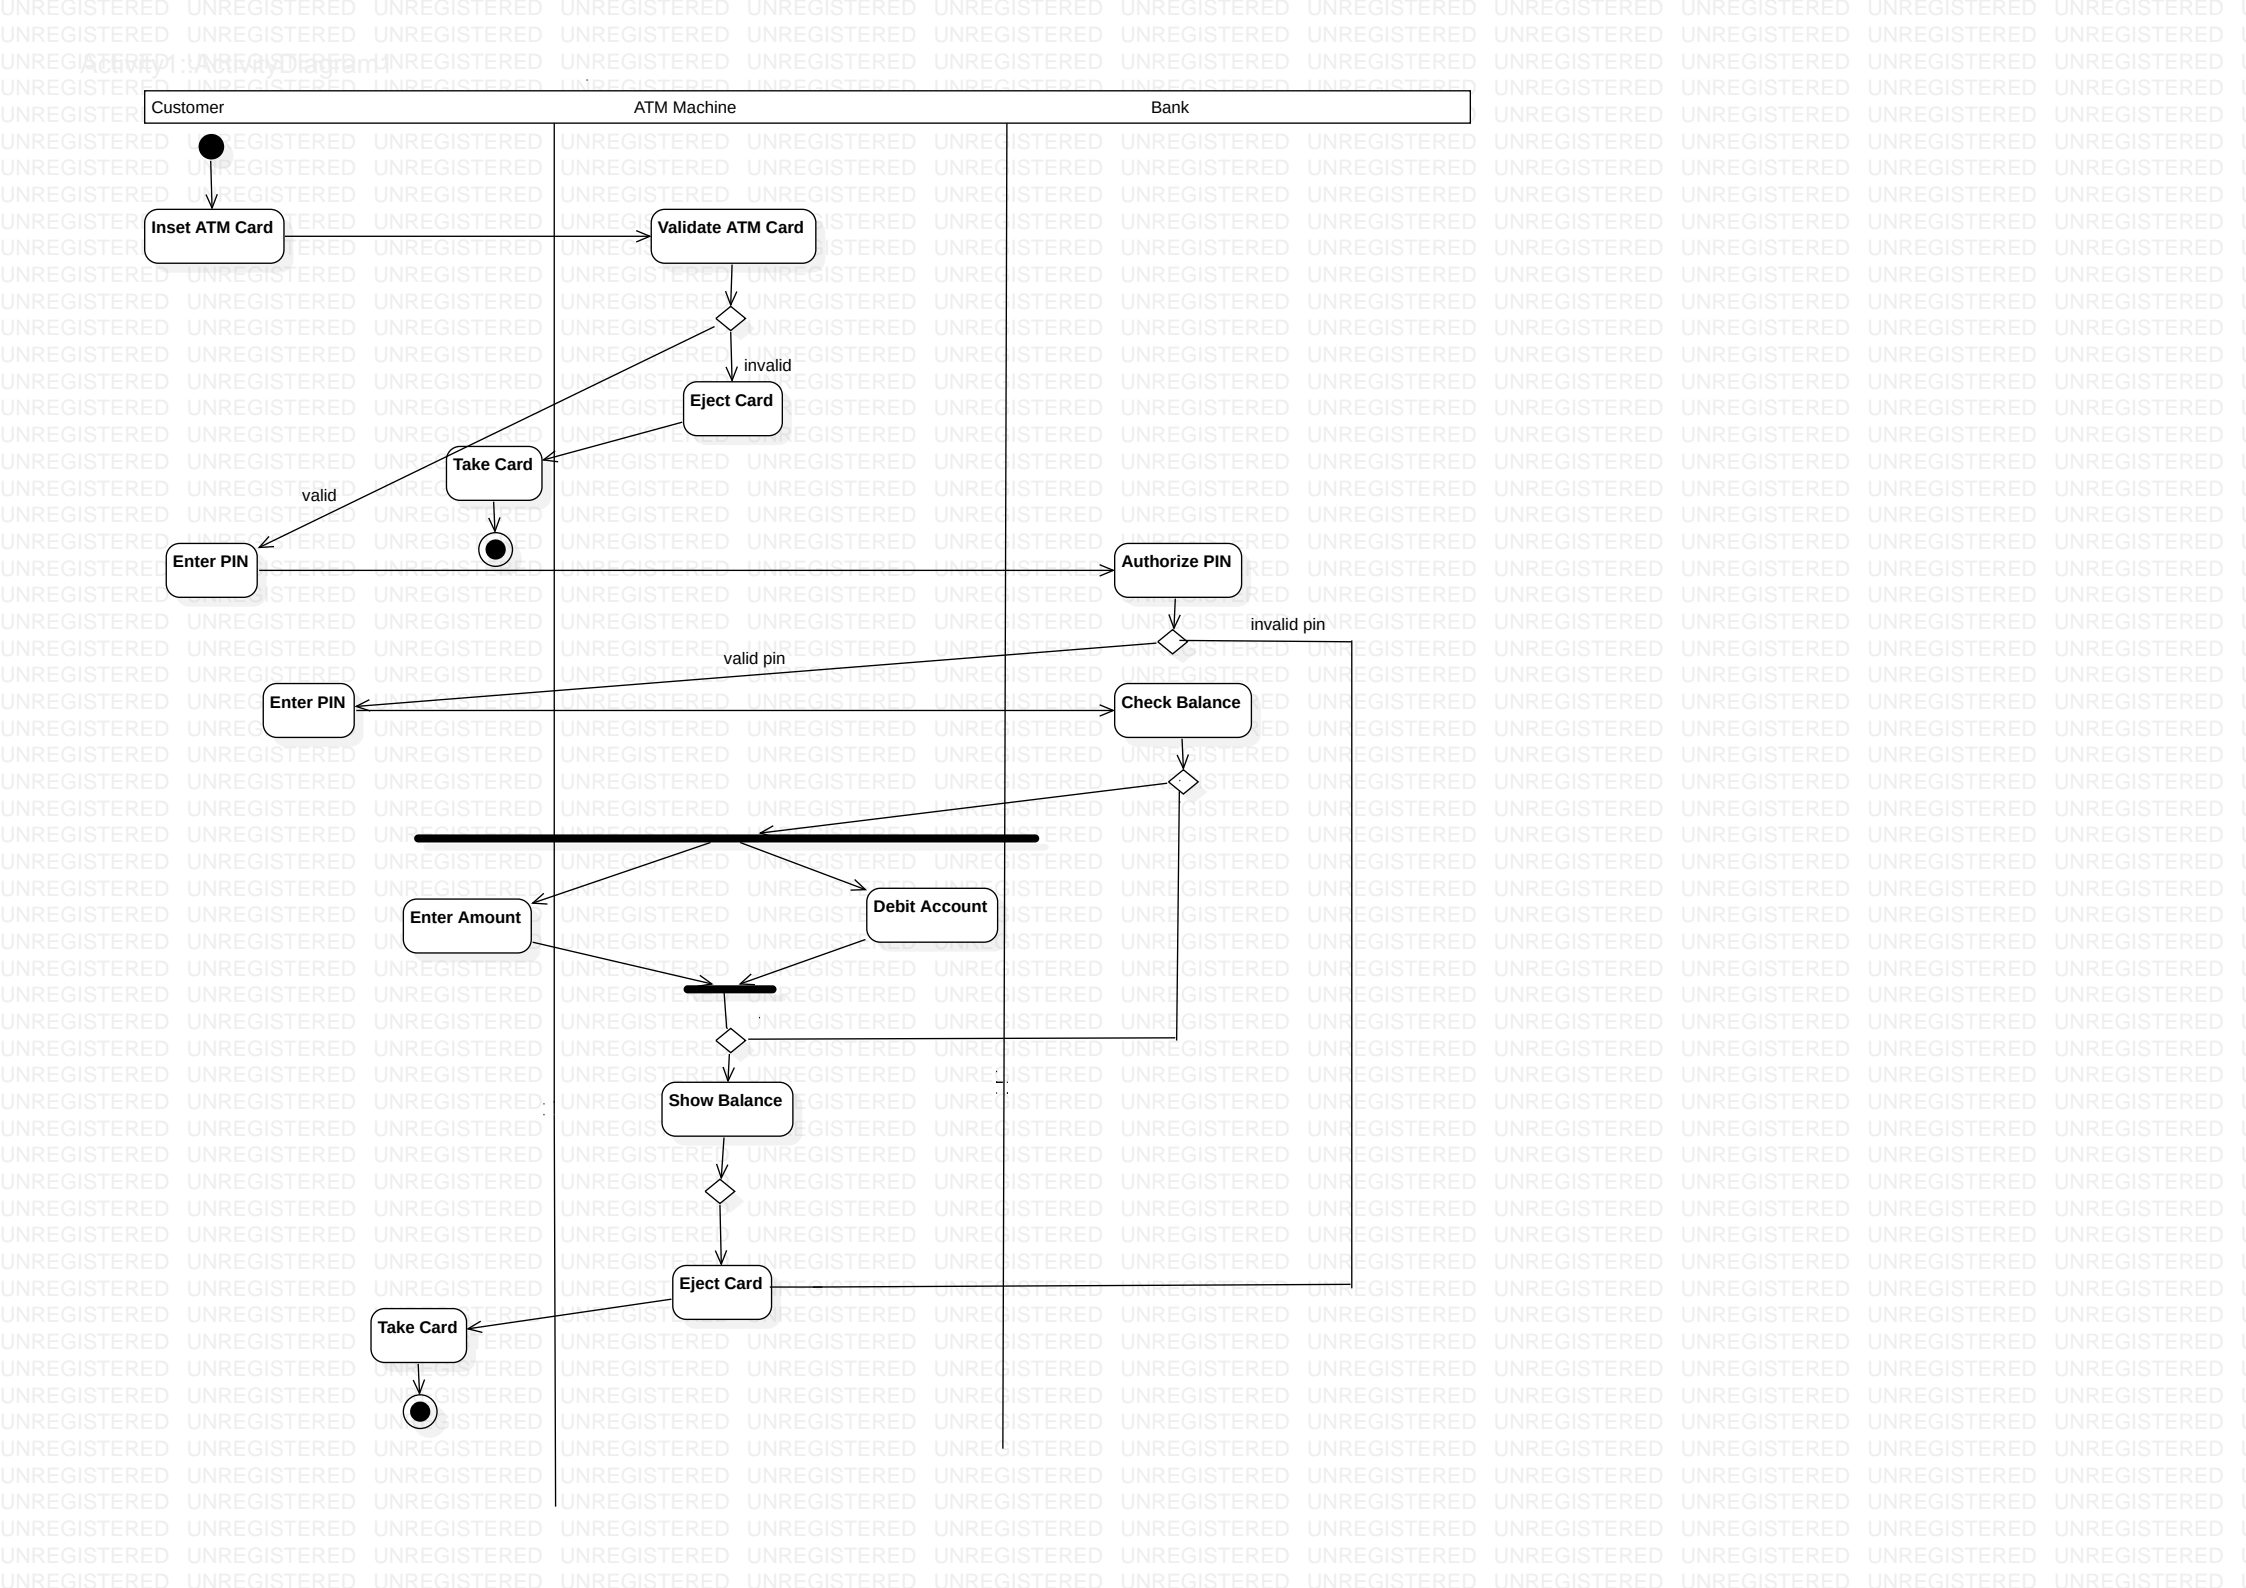 Activity1::ActivityDiagram1
Customer ATM Machine Bank
Inset ATM Card Validate ATM Card
invalid
Eject Card
Take Card
valid
Enter PIN Authorize PIN
invalid pin
valid pin
Enter PIN Check Balance
Enter Amount Debit Account
Show Balance
Eject Card
Take Card
UNREGISTERED